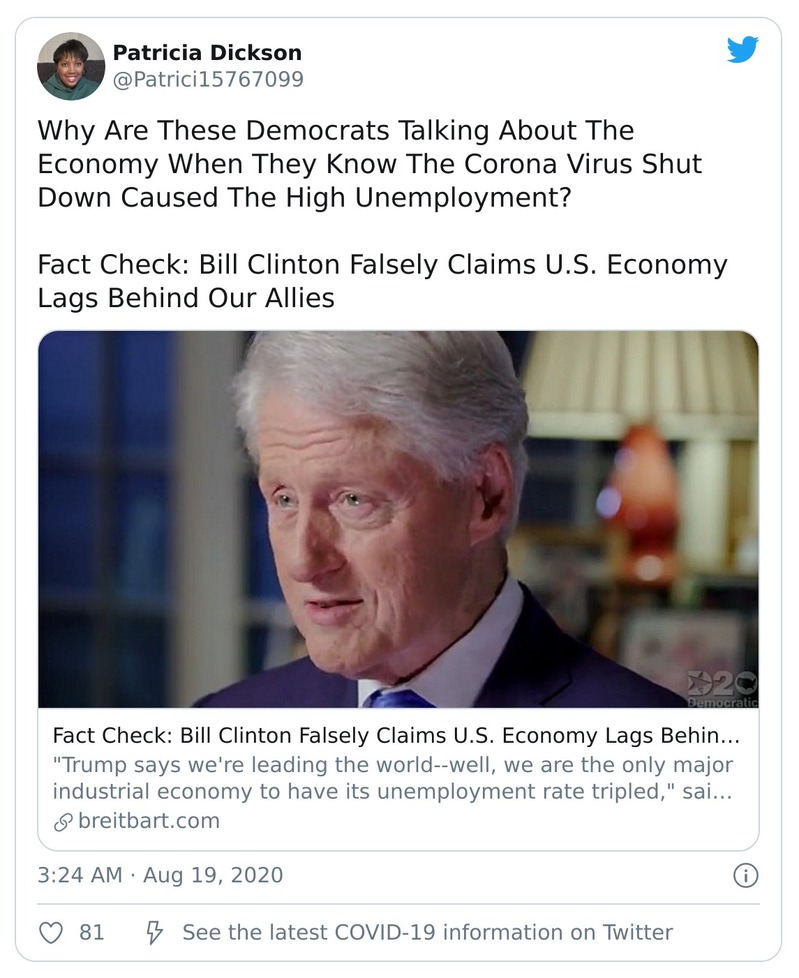 Patricia Dickson
@Patrici15767099
Why Are These Democrats Talking About The
Economy When They Know The Corona Virus Shut
Down Caused The High Unemployment?
Fact Check: Bill Clinton Falsely Claims U.S. Economy
Lags Behind Our Allies
D20
Democratic
Fact Check: Bill Clinton Falsely Claims U.S. Economy Lags Behin...
"Trump says we're leading the world--well, we are the only major
industrial economy to have its unemployment rate tripled," sai...
breitbart.com
3:24 AM · Aug 19, 2020
81 See the latest COVID-19 information on Twitter